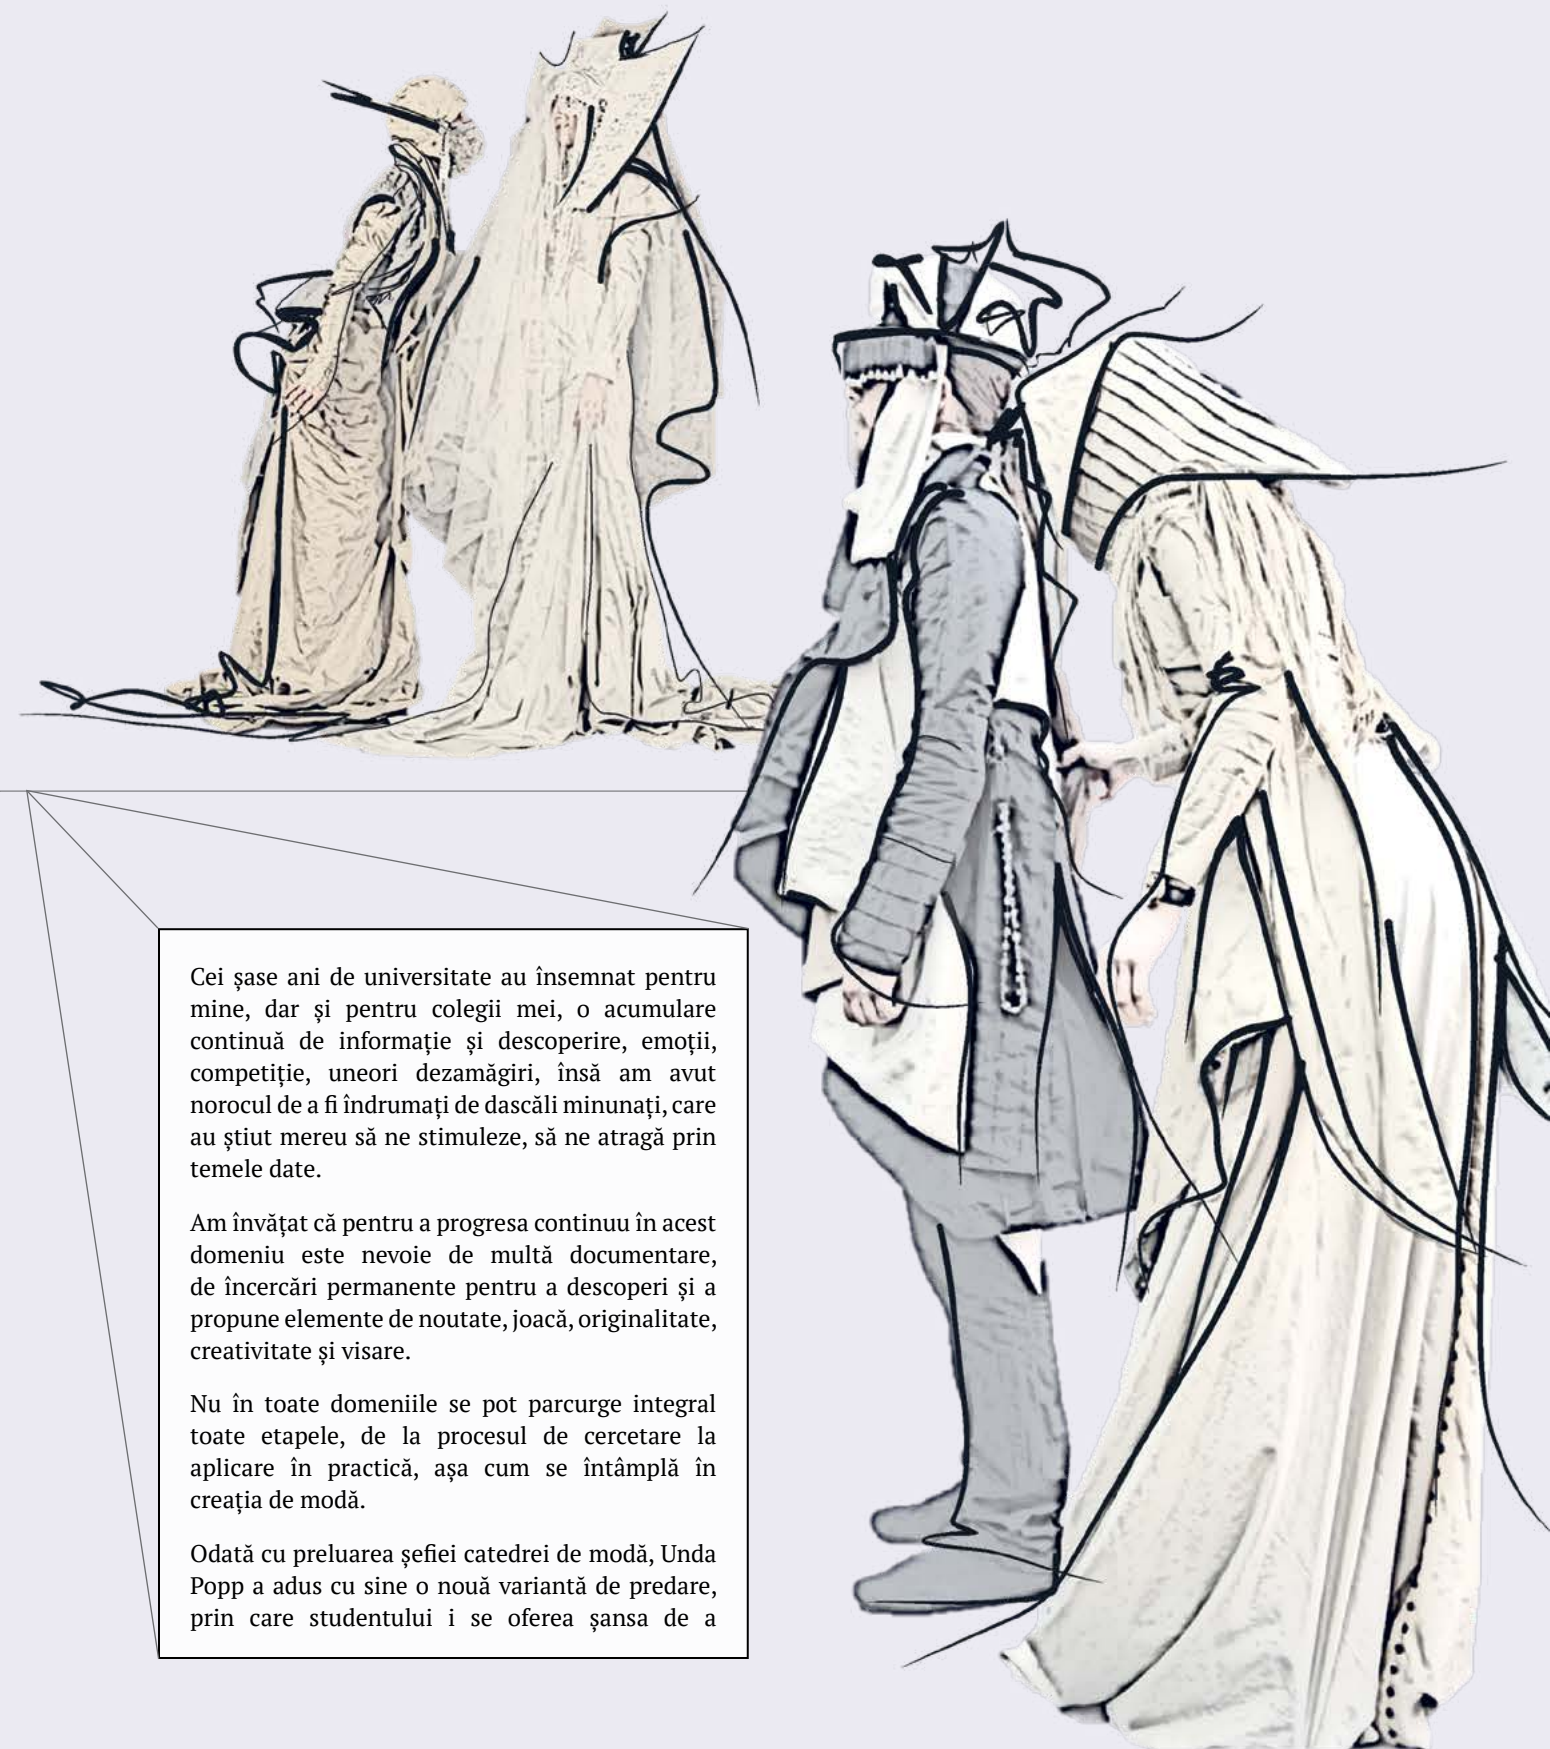 Cei șase ani de universitate au însemnat pentru
mine, dar și pentru colegii mei, o acumulare
continuă de informație și descoperire, emoții,
competiție, uneori dezamăgiri, însă am avut
norocul de a fi îndrumați de dascăli minunați, care
au știut mereu să ne stimuleze, să ne atragă prin
temele date.
Am învățat că pentru a progresa continuu în acest
domeniu este nevoie de multă documentare,
de încercări permanente pentru a descoperi și a
propune elemente de noutate, joacă, originalitate,
creativitate și visare.
Nu în toate domeniile se pot parcurge integral
toate etapele, de la procesul de cercetare la
aplicare în practică, așa cum se întâmplă în
creația de modă.
Odată cu preluarea șefiei catedrei de modă, Unda
Popp a adus cu sine o nouă variantă de predare,
prin care studentului i se oferea șansa de a